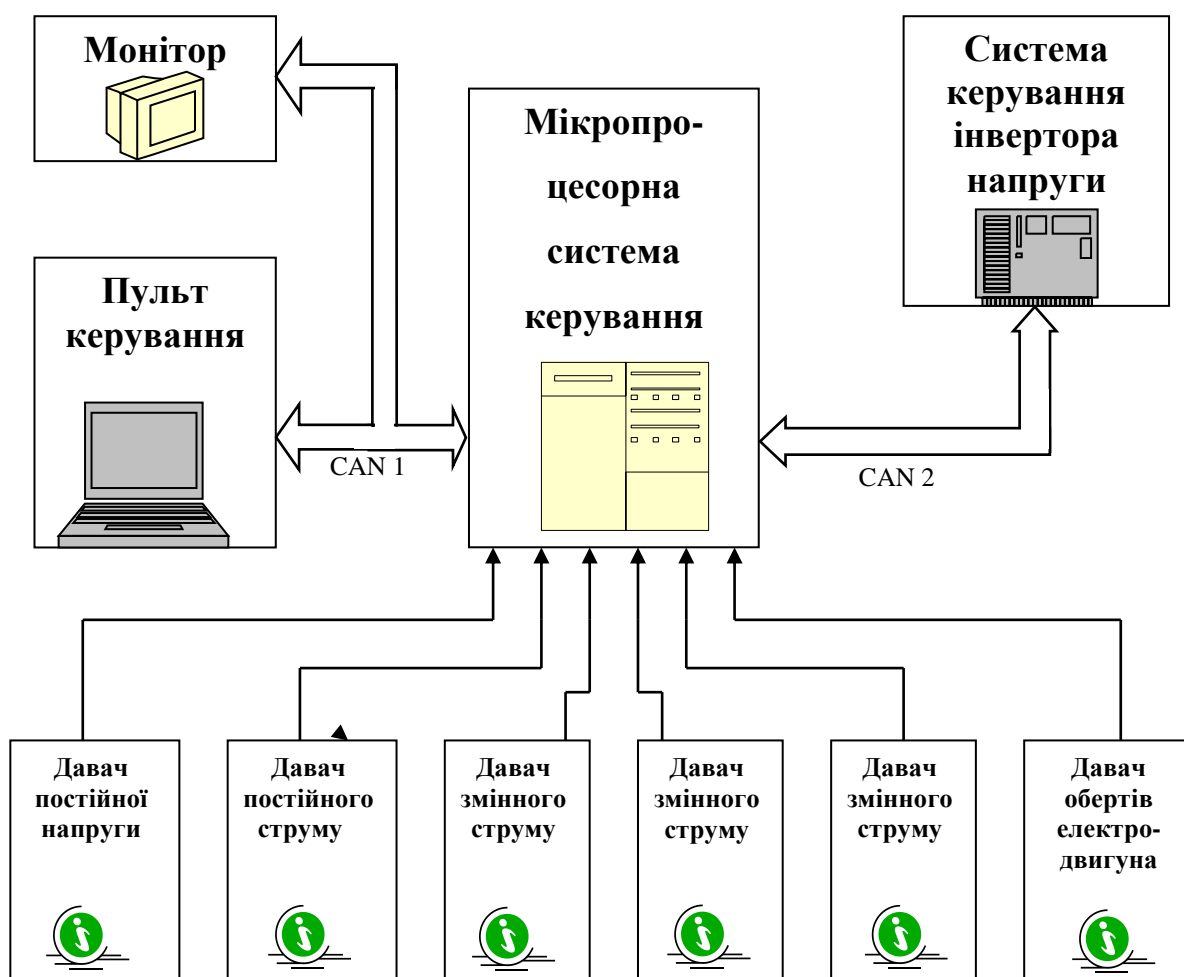 Монітор
Система
керування
інвертора
напруги
Мікропро-
цесорна
система
керування
Пульт
керування
CAN 1
CAN 2
Давач
постійної
напруги
Давач
постійного
струму
Давач
змінного
струму
Давач
змінного
струму
Давач
змінного
струму
Давач
обертів
електро-
двигуна